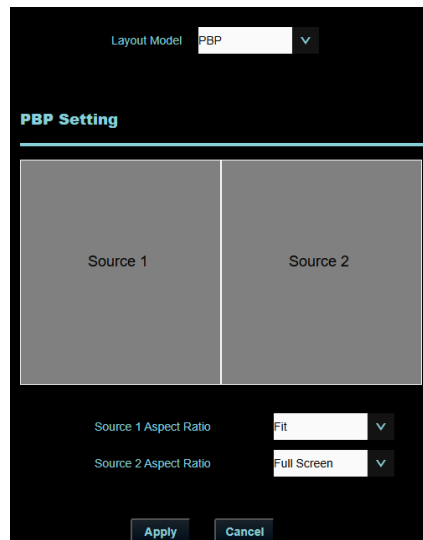 Layout Model PBP
PBP Setting
Source 1 Source 2
Source 1 Aspect Ratio Fit
Source 2 Aspect Ratio Full Screen
Apply Cancel